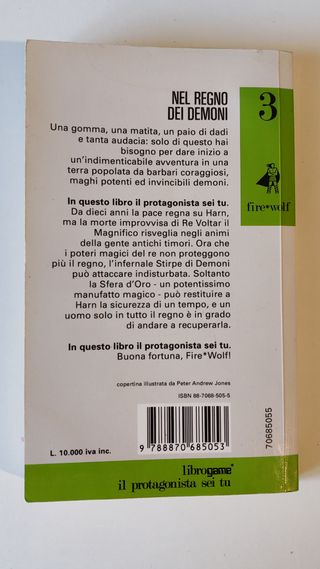 NEL REGNO
DEI DEMONI
3
Una gomma, una matita, un paio di dadi
e tanta audacia: solo di questo hai
bisogno per dare inizio a
un'indimenticabile avventura in una
terra popolata da barbari coraggiosi,
maghi potenti ed invincibili demoni.
fire*wolf
In questo libro il protagonista sei tu.
Da dieci anni la pace regna su Harn,
ma la morte improvvisa di Re Voltar il
Magnifico risveglia negli animi
della gente antichi timori. Ora che
i poteri magici del re non proteggono
più il regno, l'infernale Stirpe di Demoni
può attaccare indisturbata. Soltanto
la Sfera d'Oro - un potentissimo
manufatto magico - può restituire a
Harn la sicurezza di un tempo, e un
uomo solo in tutto il regno è in grado
di andare a recuperarla.
In questo libro il protagonista sei tu.
Buona fortuna, Fire*Wolf!
copertina illustrata da Peter Andrew Jones
ISBN 88-7068-505-5
L. 10.000 iva inc.
9 788870 685053
70685055
librogame®
il protagonista sei tu